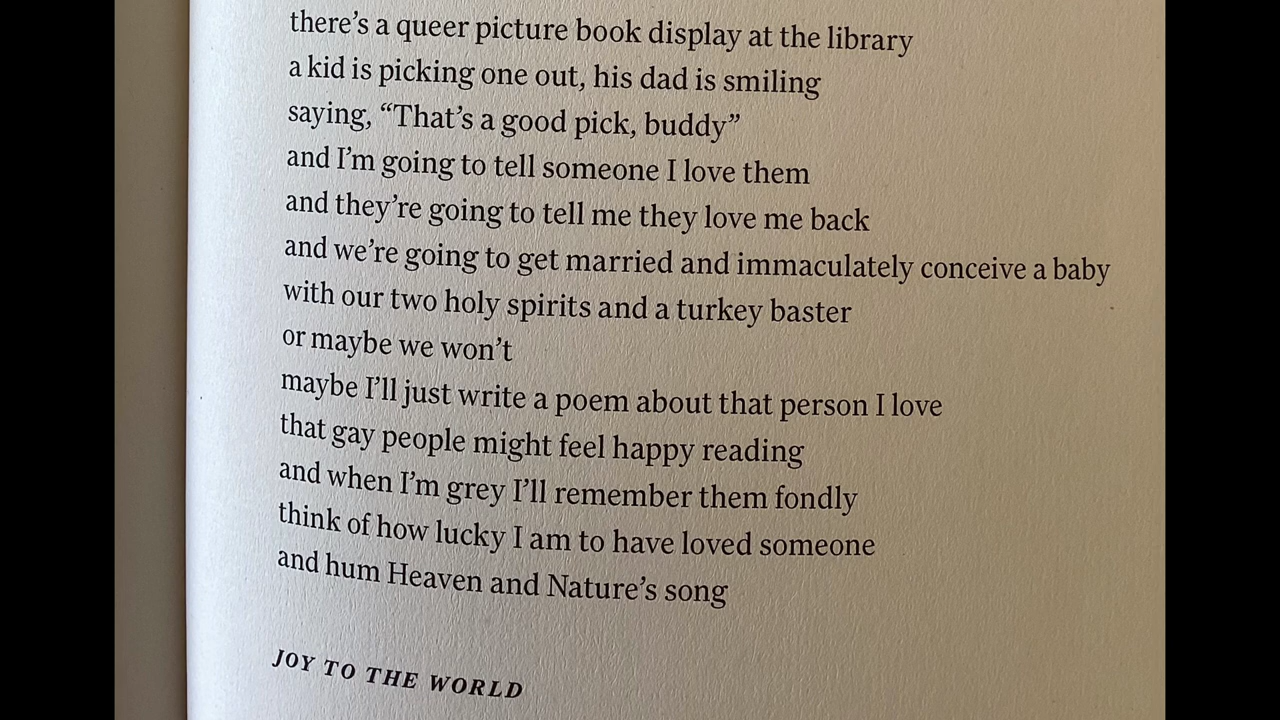 there’s a queer picture book display at the library
a kid is picking one out, his dad is smiling
saying, “That’s a good pick, buddy”
and I’m going to tell someone I love them
and they’re going to tell me they love me back
and we’re going to get married and immaculately conceive a baby
with our two holy spirits and a turkey baster
or maybe we won’t
maybe I’ll just write a poem about that person I love
that gay people might feel happy reading
and when I’m grey I’ll remember them fondly
think of how lucky I am to have loved someone
and hum Heaven and Nature’s song
JOY TO THE WORLD